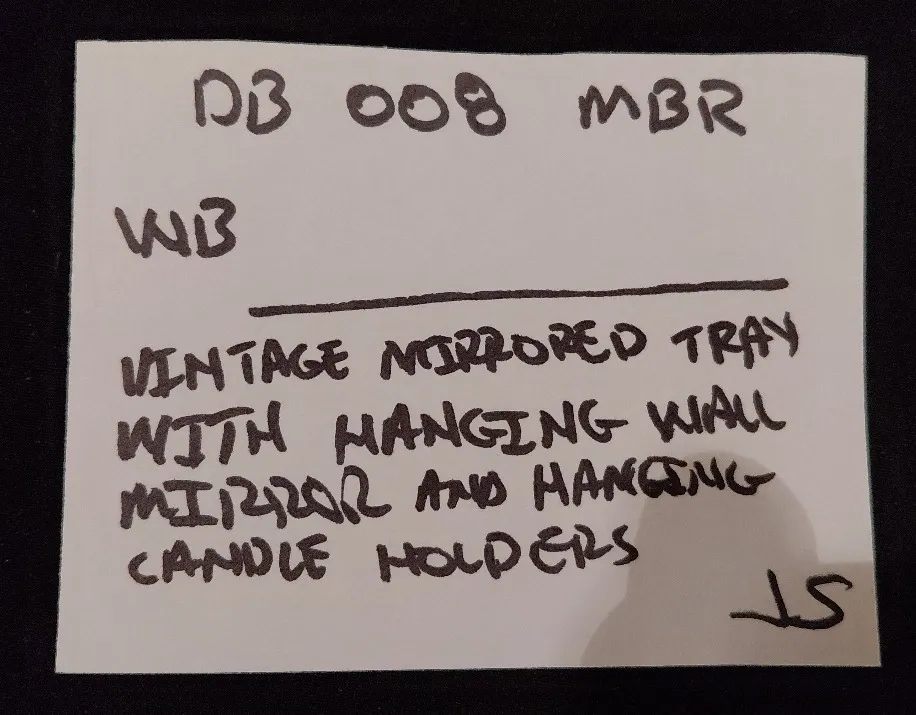 DB 008 MBR
WB
VINTAGE MIRRORED TRAY
WITH HANGING WALL
MIRROR AND HANGING
CANDLE HOLDERS
JS